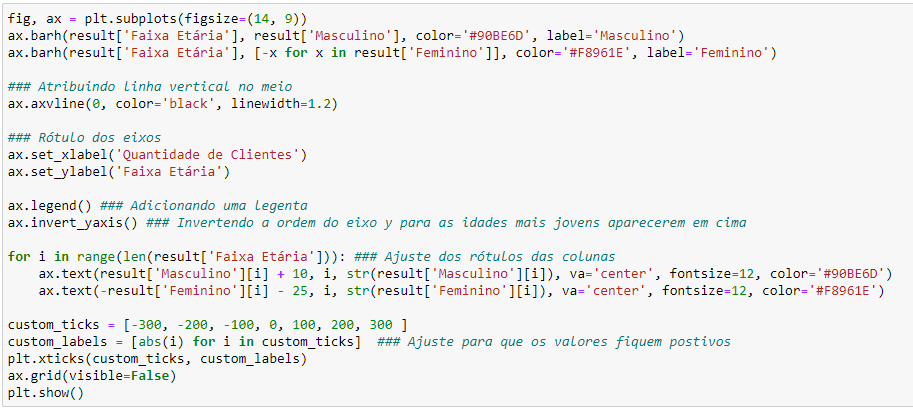 fig, ax = plt.subplots(figsize=(14, 9))
ax.barh(result['Faixa Etária'], result['Masculino'], color='#90BE6D', label='Masculino')
ax.barh(result['Faixa Etária'], [-x for x in result['Feminino']], color='#F8961E', label='Feminino')

### Atribuindo linha vertical no meio
ax.axvline(0, color='black', linewidth=1.2)

### Rótulo dos eixos
ax.set_xlabel('Quantidade de Clientes')
ax.set_ylabel('Faixa Etária')

ax.legend() ### Adicionando uma legenta
ax.invert_yaxis() ### Invertendo a ordem do eixo y para as idades mais jovens aparecerem em cima

for i in range(len(result['Faixa Etária'])): ### Ajuste dos rótulos das colunas
    ax.text(result['Masculino'][i] + 10, i, str(result['Masculino'][i]), va='center', fontsize=12, color='#90BE6D')
    ax.text(-result['Feminino'][i] - 25, i, str(result['Feminino'][i]), va='center', fontsize=12, color='#F8961E')

custom_ticks = [-300, -200, -100, 0, 100, 200, 300 ]
custom_labels = [abs(i) for i in custom_ticks]  ### Ajuste para que os valores fiquem postivos
plt.xticks(custom_ticks, custom_labels)
ax.grid(visible=False)
plt.show()